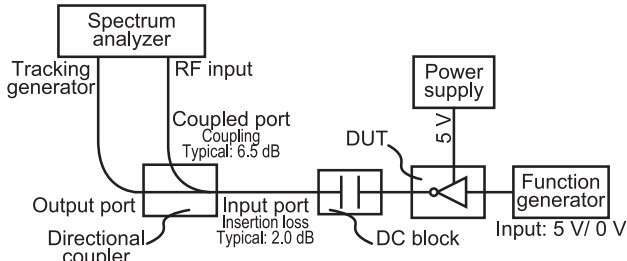 Spectrum
analyzer
Tracking
generator
RF input
Power
supply
Coupled port
Coupling
Typical: 6.5 dB
5 V
DUT
Output port
Input port
Insertion loss
Typical: 2.0 dB
Function
generator
Directional
coupler
DC block
Input: 5 V/ 0 V